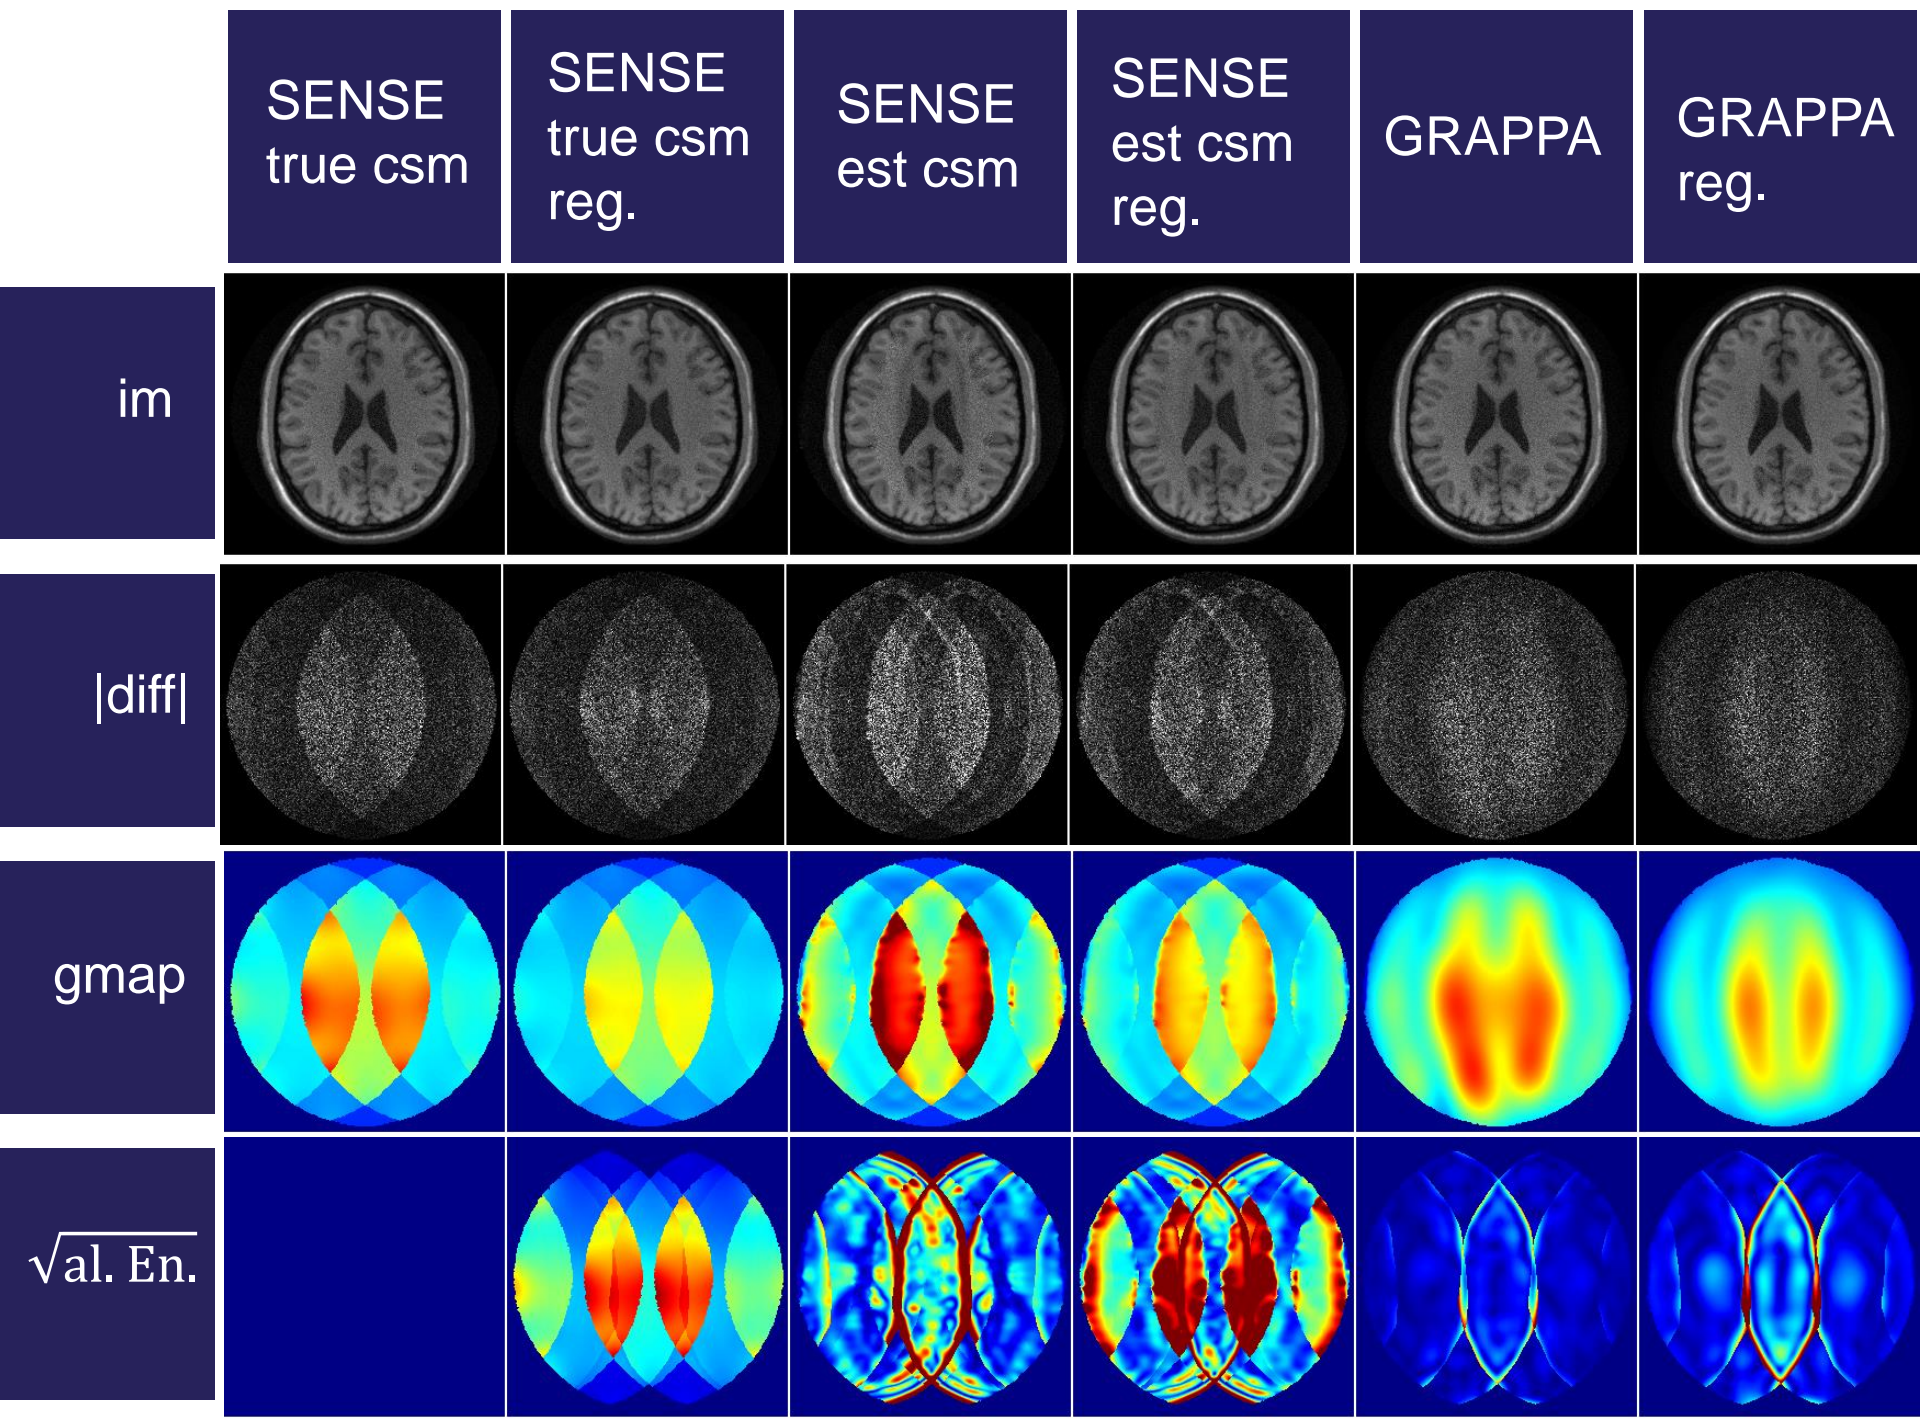 SENSE
true csm
SENSE
true csm
reg.
SENSE
est csm
SENSE
est csm
reg.
GRAPPA
GRAPPA
reg.
im
|diff|
gmap
√al. En.